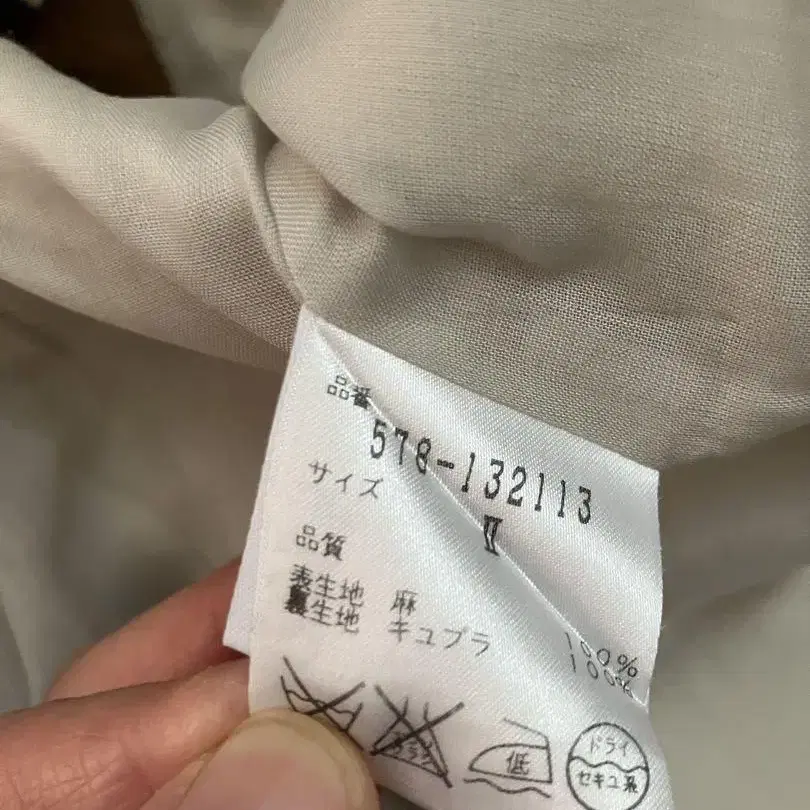 品番
578-132113
サイズ
品質
表生地 麻 100%
裏生地 キュプラ 100%
低
ドライ
セキユ系